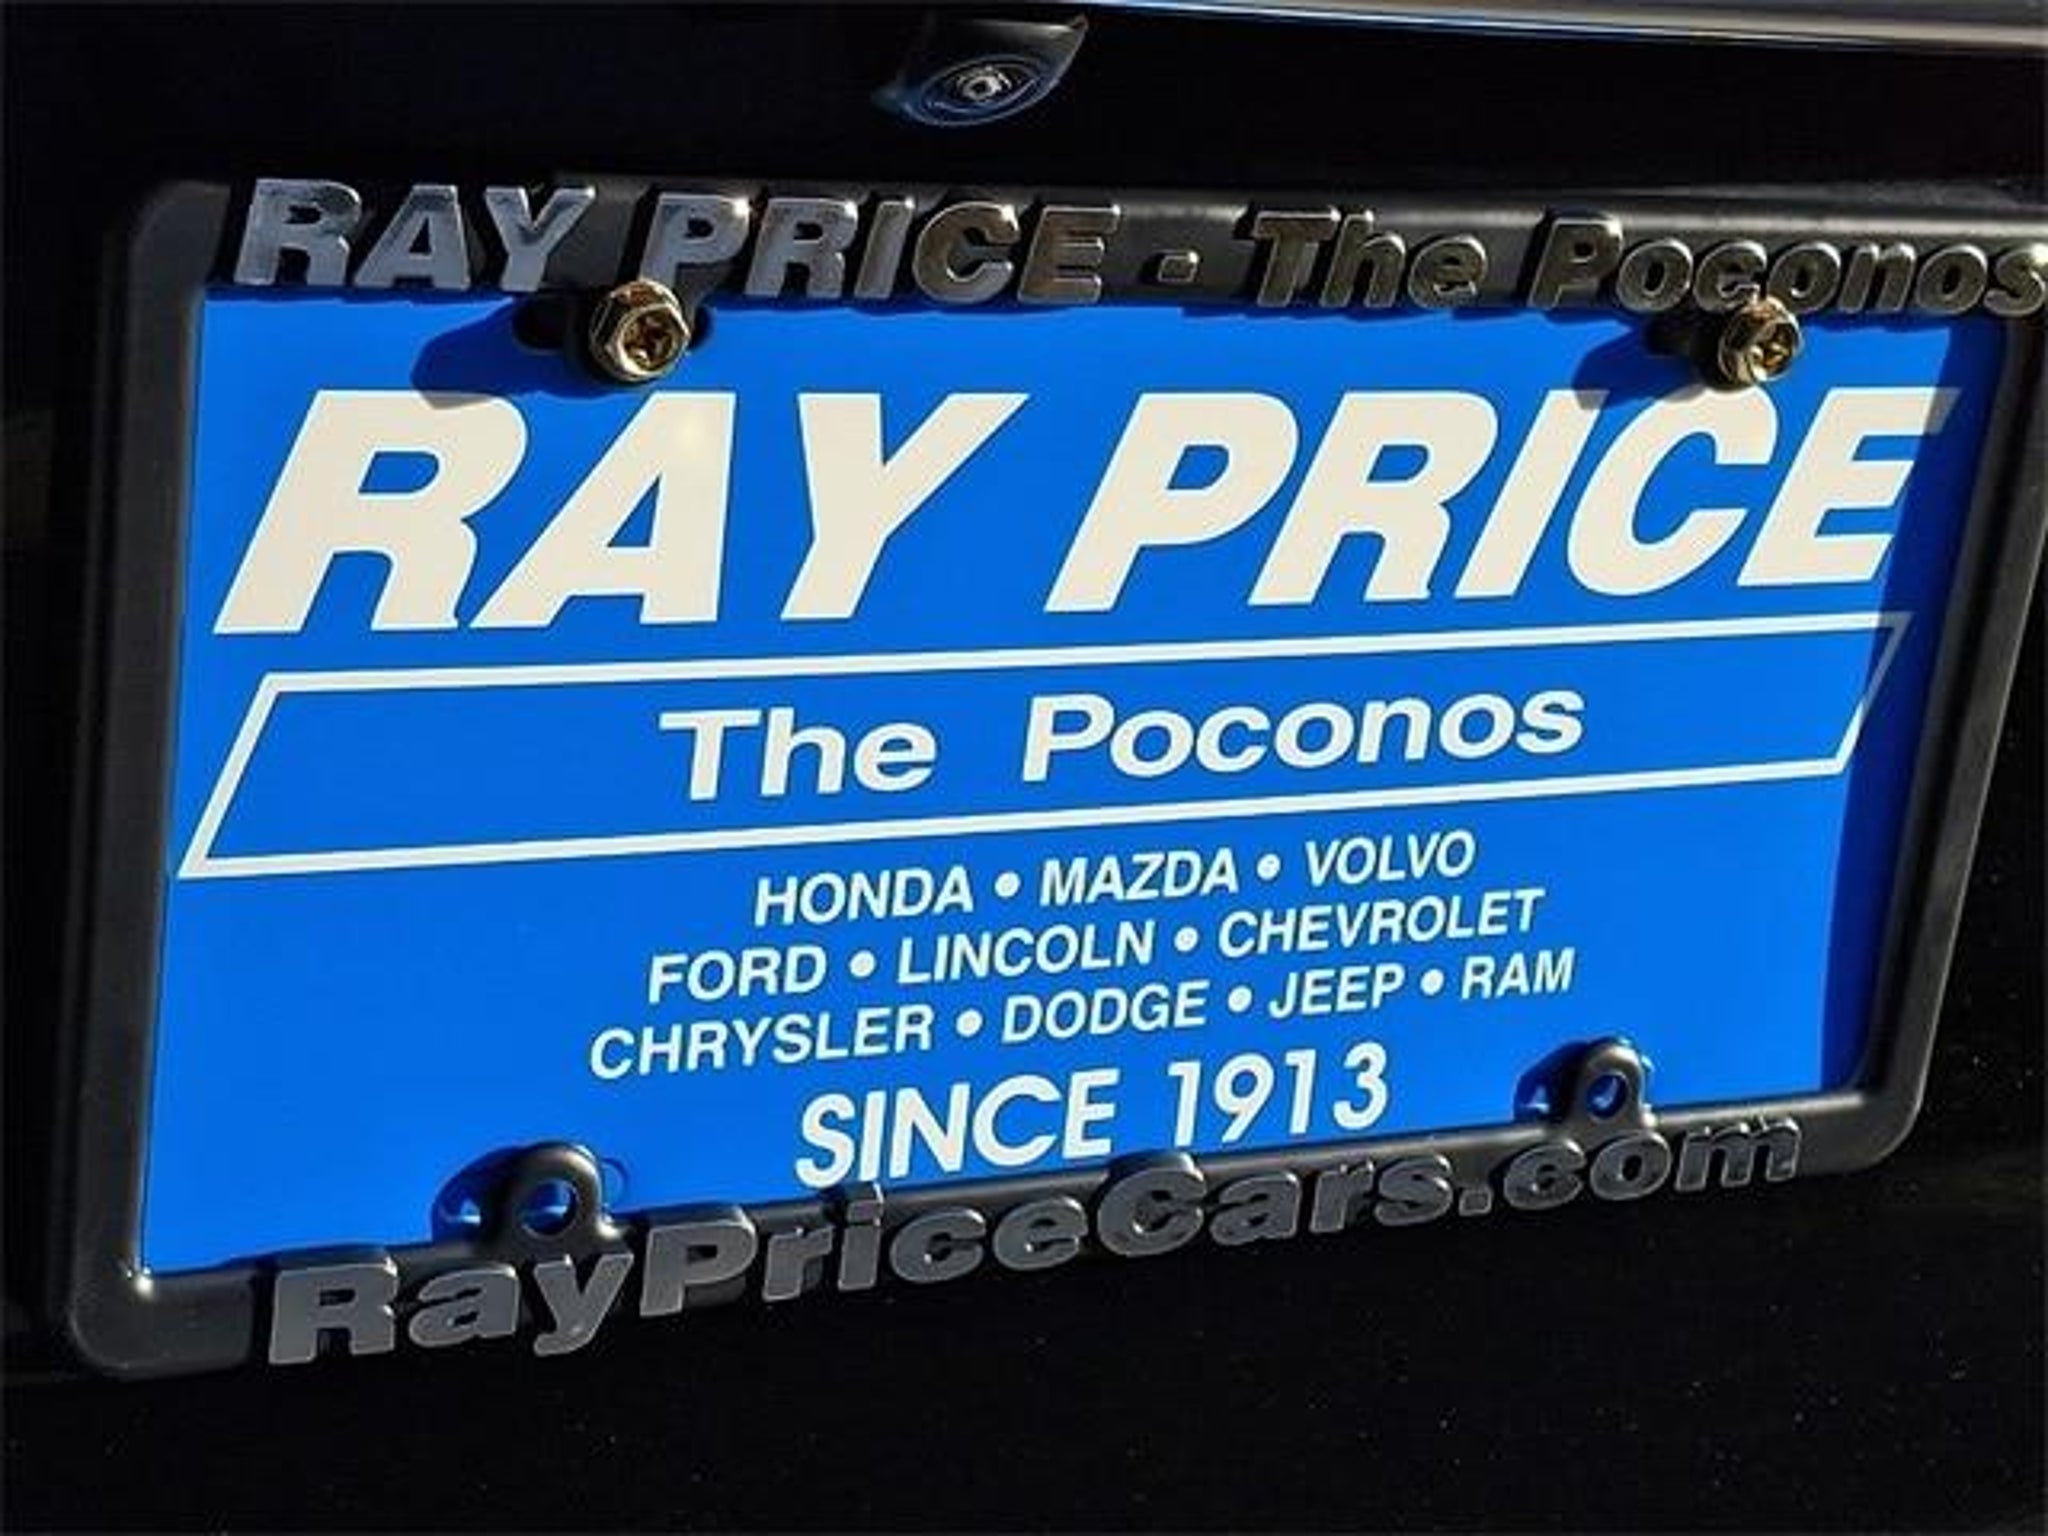 RAY PRICE - The Poconos
RAY PRICE
The Poconos
HONDA • MAZDA • VOLVO
FORD • LINCOLN • CHEVROLET
CHRYSLER • DODGE • JEEP • RAM
SINCE 1913
RayPriceCars.com